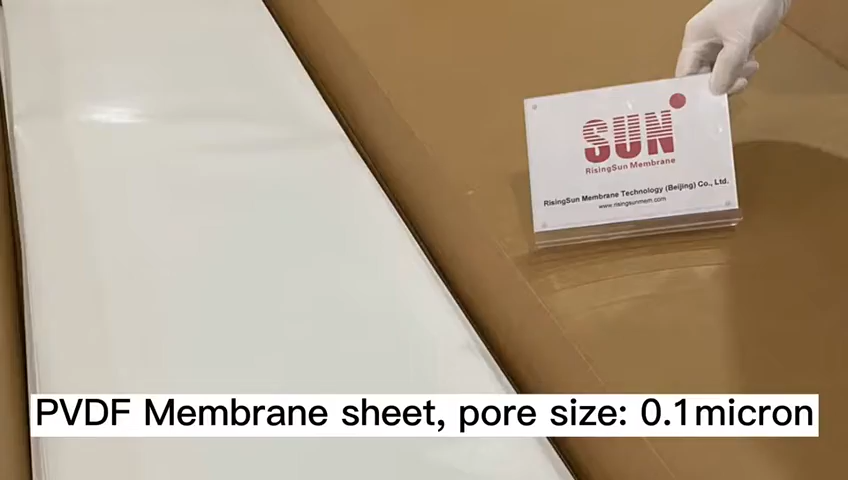 SUN
RisingSun Membrane
RisingSun Membrane Technology (Beijing) Co., Ltd.
www.risingsunmem.com
PVDF Membrane sheet, pore size: 0.1micron